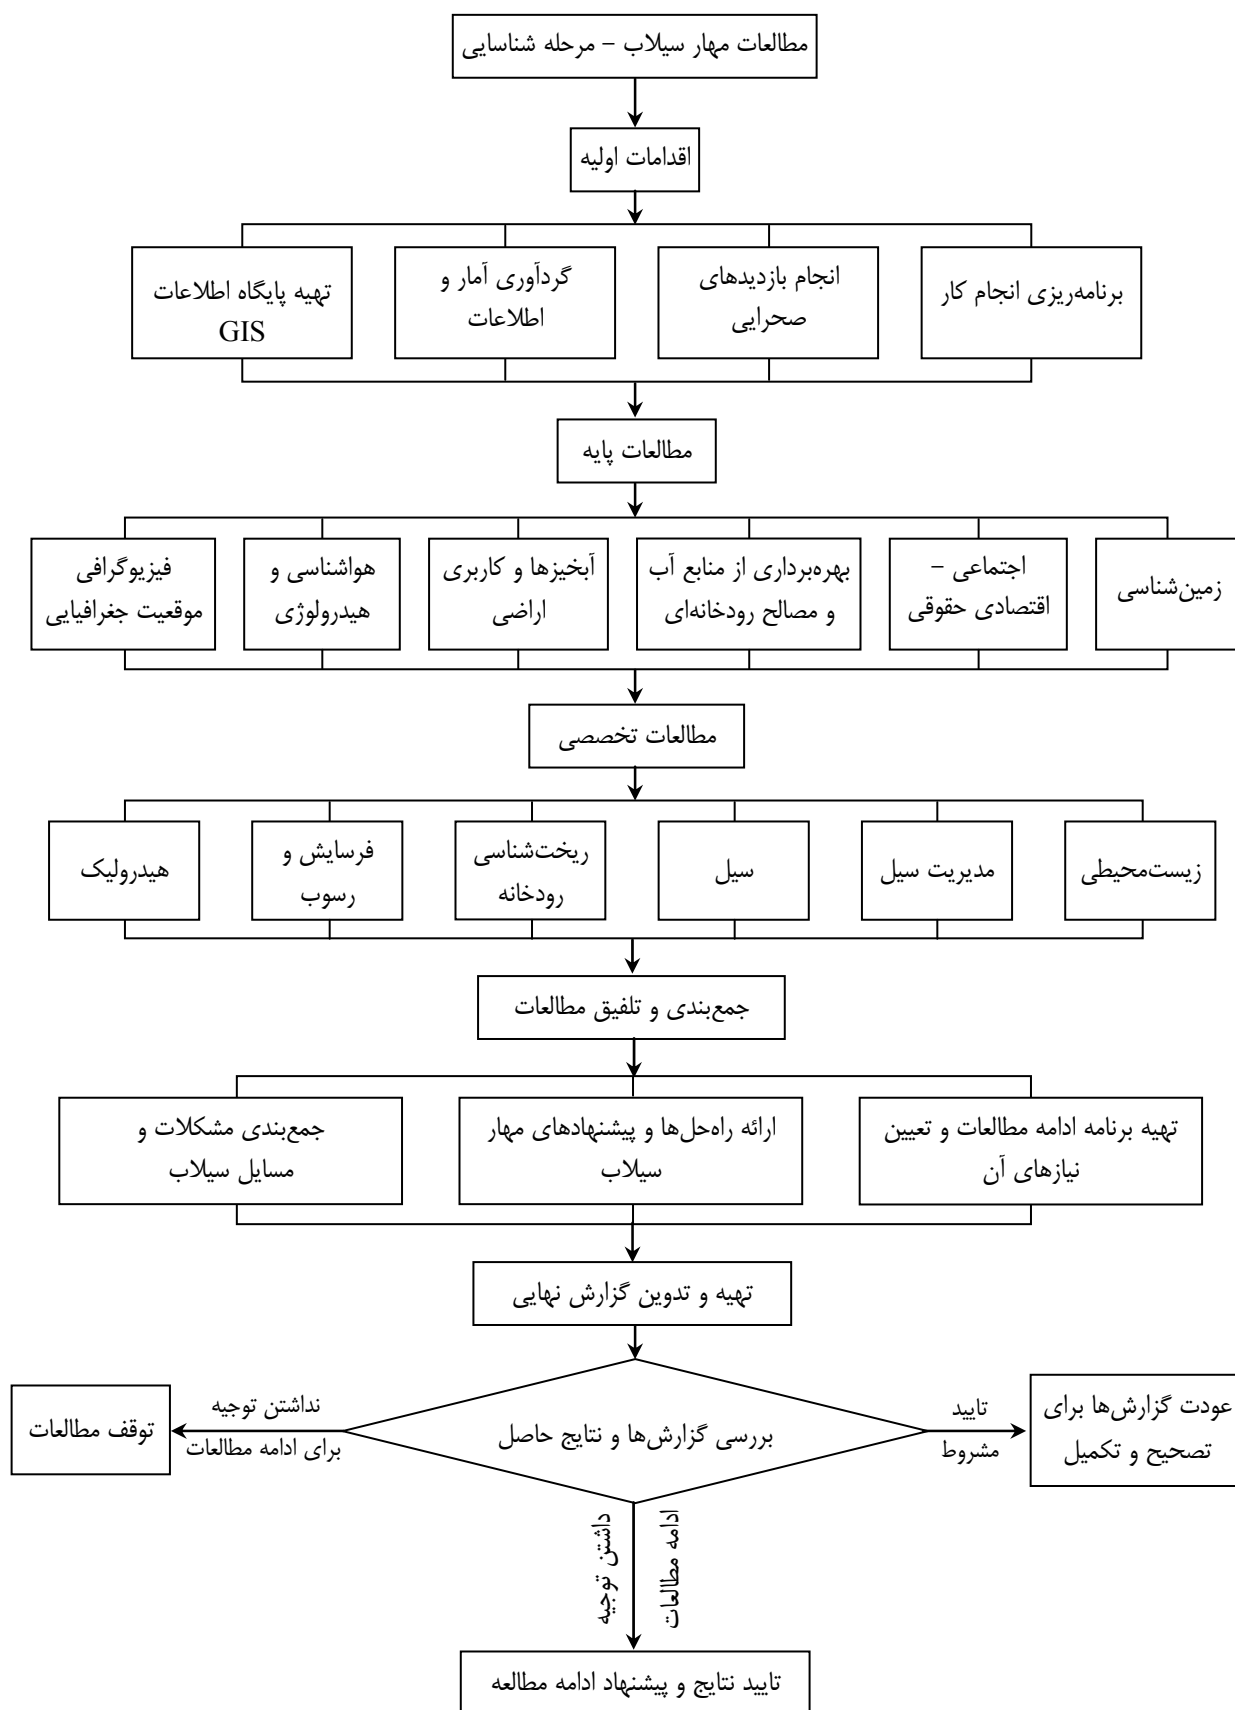 مطالعات مهار سیلاب – مرحله شناسایی
اقدامات اولیه
برنامه‌ریزی انجام کار
انجام بازدیدهای
صحرایی
گردآوری آمار و
اطلاعات
تهیه پایگاه اطلاعات
GIS
مطالعات پایه
زمین‌شناسی
اجتماعی –
اقتصادی حقوقی
بهره‌برداری از منابع آب
و مصالح رودخانه‌ای
آبخیزها و کاربری
اراضی
هواشناسی و
هیدرولوژی
فیزیوگرافی
موقعیت جغرافیایی
مطالعات تخصصی
زیست‌محیطی
مدیریت سیل
سیل
ریخت‌شناسی
رودخانه
فرسایش و
رسوب
هیدرولیک
جمع‌بندی و تلفیق مطالعات
تهیه برنامه ادامه مطالعات و تعیین
نیازهای آن
ارائه راه‌حل‌ها و پیشنهادهای مهار
سیلاب
جمع‌بندی مشکلات و
مسایل سیلاب
تهیه و تدوین گزارش نهایی
بررسی گزارش‌ها و نتایج حاصل
تایید
مشروط
عودت گزارش‌ها برای
تصحیح و تکمیل
نداشتن توجیه
برای ادامه مطالعات
توقف مطالعات
داشتن توجیه
ادامه مطالعات
تایید نتایج و پیشنهاد ادامه مطالعه